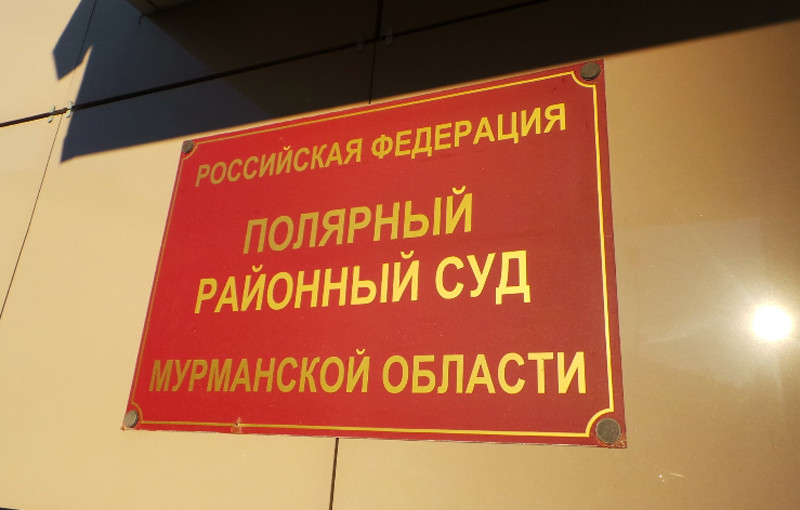 РОССИЙСКАЯ ФЕДЕРАЦИЯ
ПОЛЯРНЫЙ
РАЙОННЫЙ СУД
МУРМАНСКОЙ ОБЛАСТИ